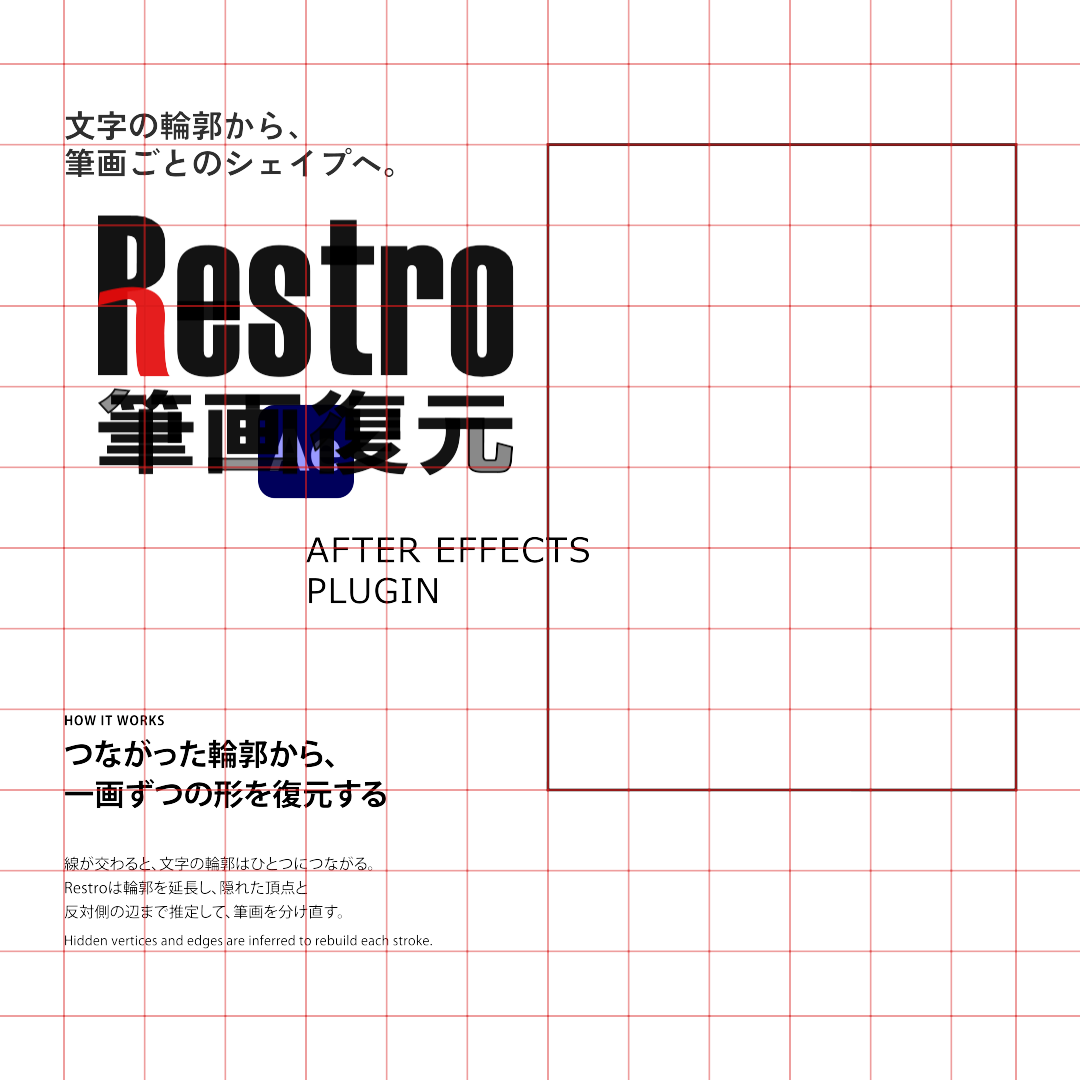 文字の輪郭から、
筆画ごとのシェイプへ。
Restro
筆画復元
AFTER EFFECTS
PLUGIN
HOW IT WORKS
つながった輪郭から、
一画ずつの形を復元する
線が交わると、文字の輪郭はひとつにつながる。
Restroは輪郭を延長し、隠れた頂点と
反対側の辺まで推定して、筆画を分け直す。
Hidden vertices and edges are inferred to rebuild each stroke.